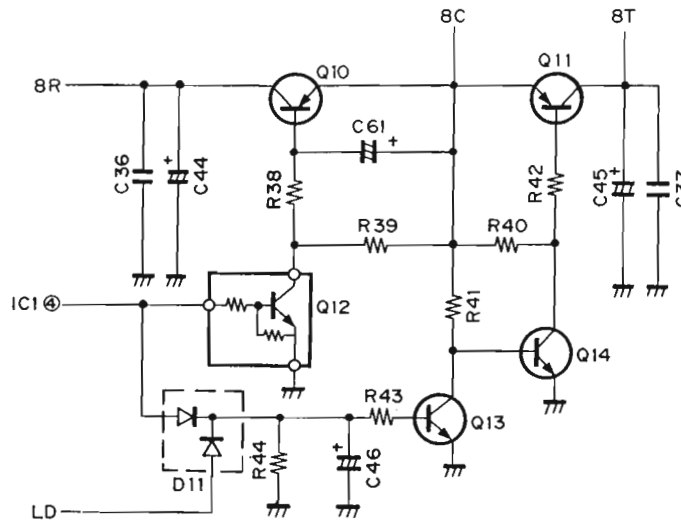 8C
8T
8R
Q10
Q11
C61
+
C36
+
C44
R38
R42
C45
+
C37
R39
R40
IC1④
Q12
R41
Q14
R43
Q13
D11
R44
+
C46
LD